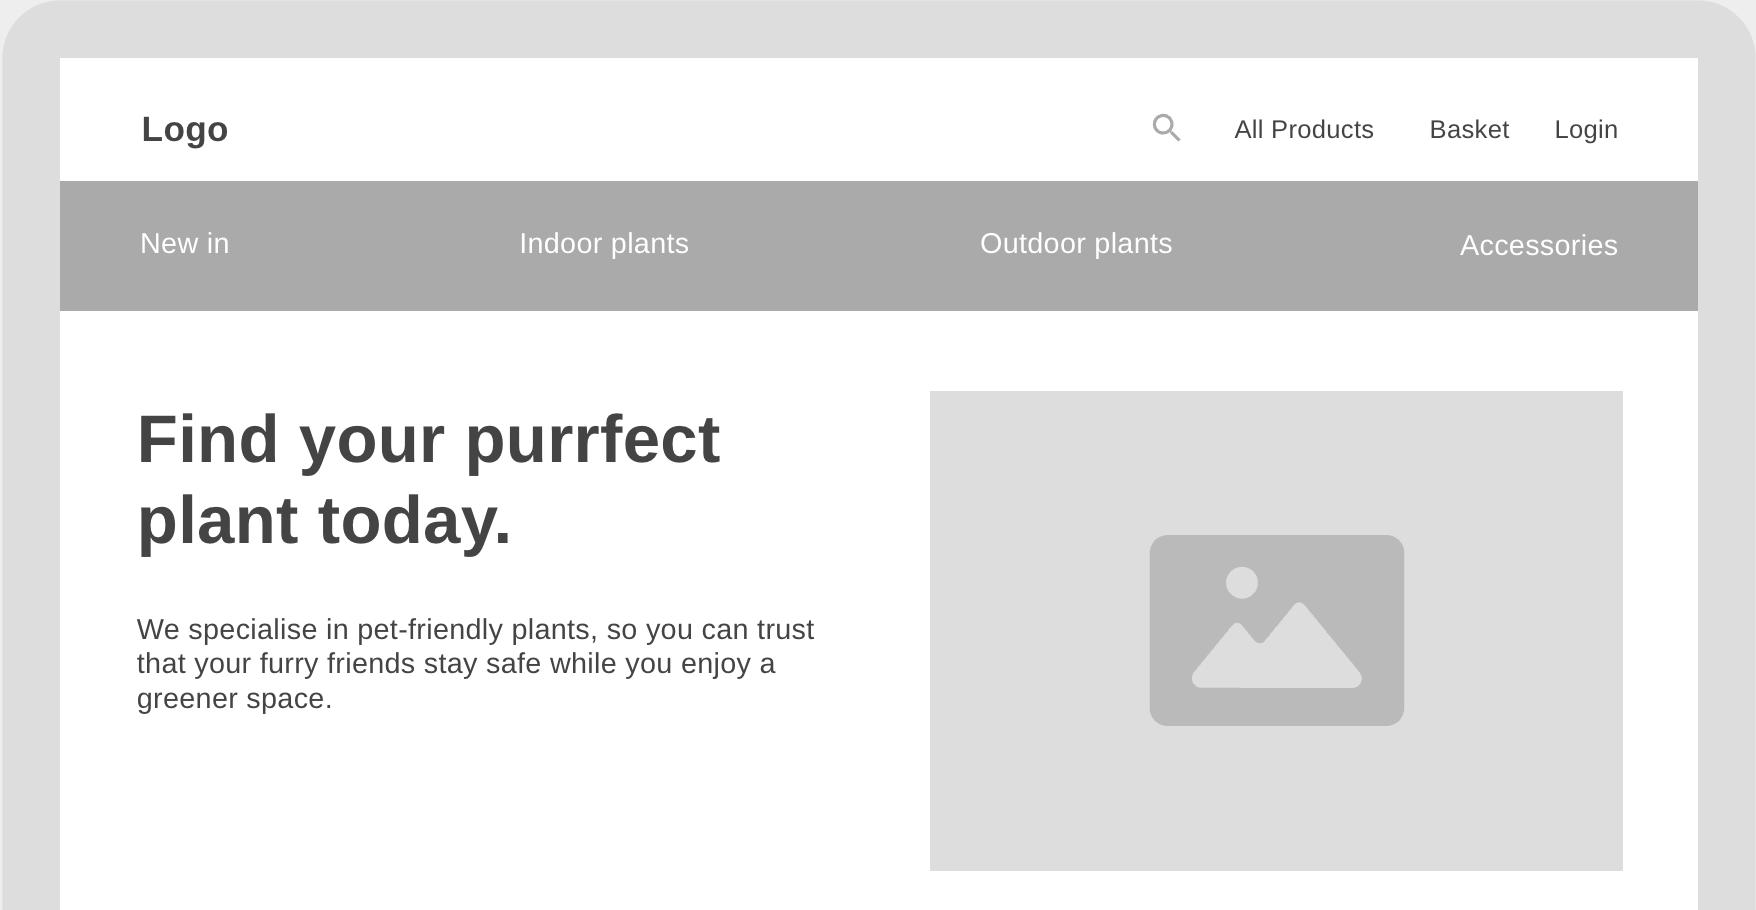 Logo
All Products Basket Login
New in Indoor plants Outdoor plants Accessories
Find your purrfect
plant today.
We specialise in pet-friendly plants, so you can trust
that your furry friends stay safe while you enjoy a
greener space.